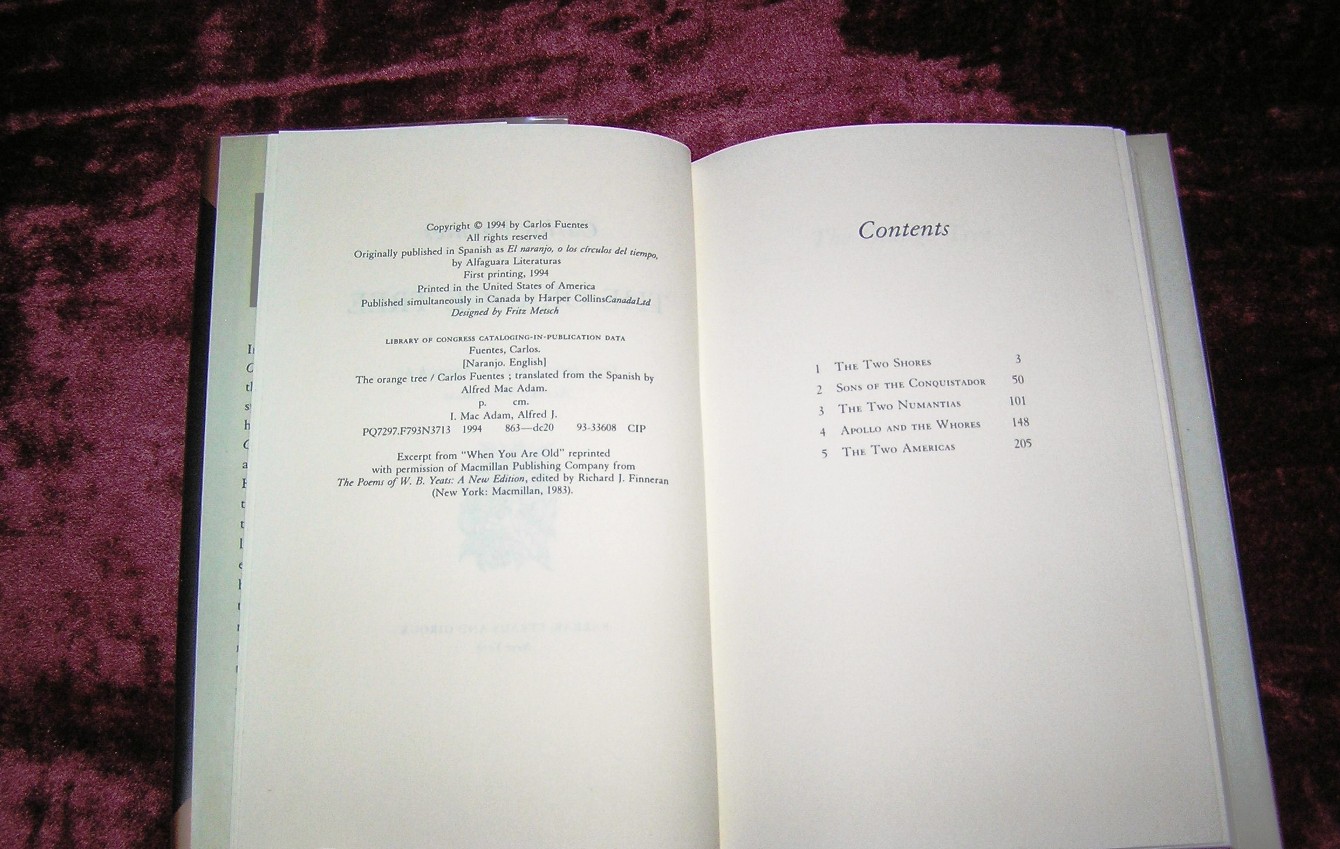 Copyright © 1994 by Carlos Fuentes
All rights reserved
Originally published in Spanish as El naranjo, o los círculos del tiempo,
by Alfaguara Literaturas
First printing, 1994
Printed in the United States of America
Published simultaneously in Canada by Harper CollinsCanadaLtd
Designed by Fritz Metsch
LIBRARY OF CONGRESS CATALOGING-IN-PUBLICATION DATA
Fuentes, Carlos.
[Naranjo. English]
The orange tree / Carlos Fuentes ; translated from the Spanish by
Alfred Mac Adam.
p. cm.
I. Mac Adam, Alfred J.
PQ7297.F793N3713 1994 863—dc20 93-33608 CIP
Excerpt from "When You Are Old" reprinted
with permission of Macmillan Publishing Company from
The Poems of W. B. Yeats: A New Edition, edited by Richard J. Finneran
(New York: Macmillan, 1983).
Contents
1 THE TWO SHORES 3
2 SONS OF THE CONQUISTADOR 50
3 THE TWO NUMANTIAS 101
4 APOLLO AND THE WHORES 148
5 THE TWO AMERICAS 205